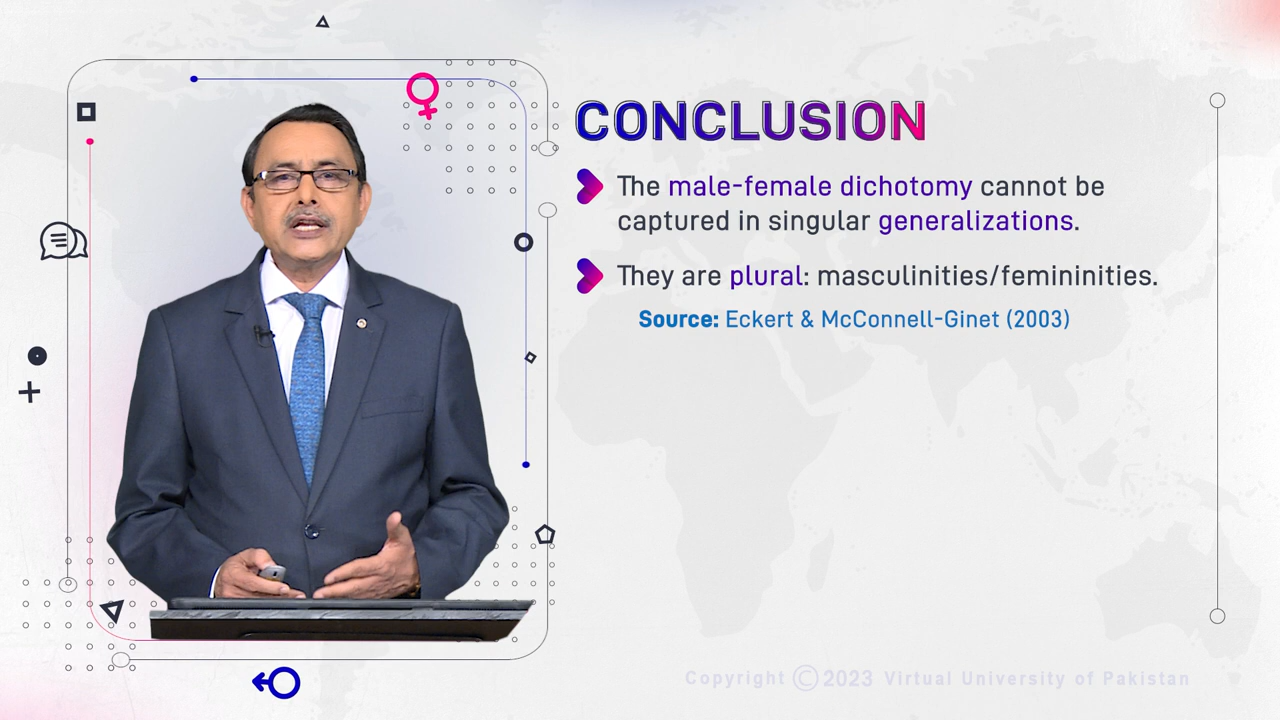 CONCLUSION
The male-female dichotomy cannot be
captured in singular generalizations.
They are plural: masculinities/femininities.
Source: Eckert & McConnell-Ginet (2003)
Copyright ©2023 Virtual University of Pakistan